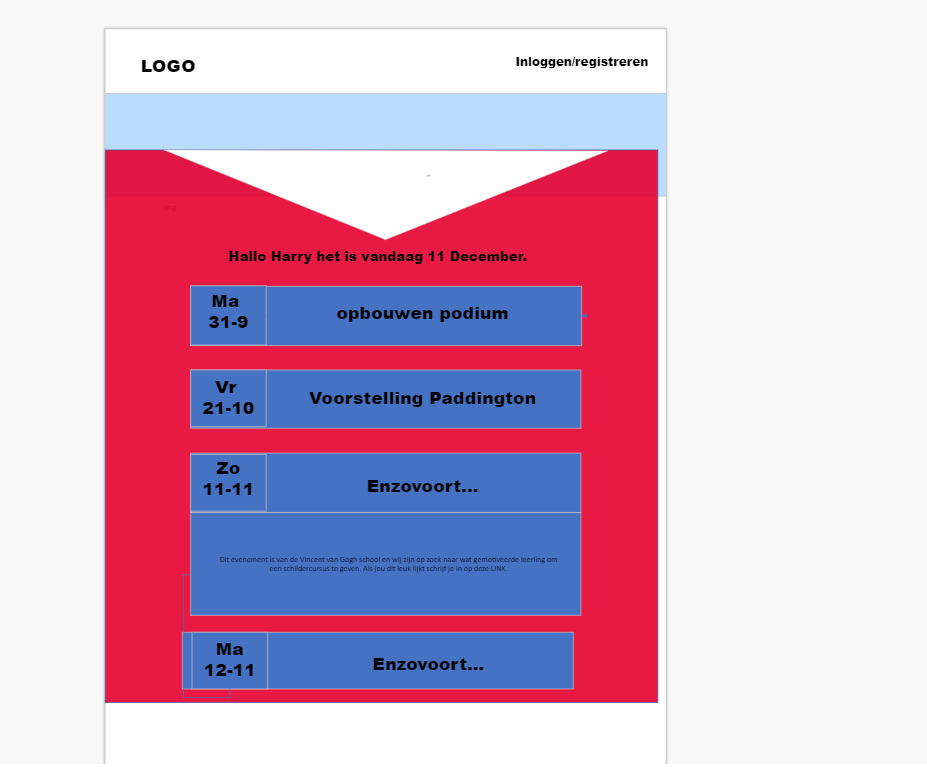 LOGO
Inloggen/registreren
Hallo Harry het is vandaag 11 December.
Ma
31-9
opbouwen podium
Vr
21-10
Voorstelling Paddington
Zo
11-11
Enzovoort...
Dit evenement is van de Vincent van Gogh school en wij zijn op zoek naar wat gemotiveerde leerling om
een schildercursus te geven. Als jou dit leuk lijkt schrijf je in op deze LINK.
Ma
12-11
Enzovoort...